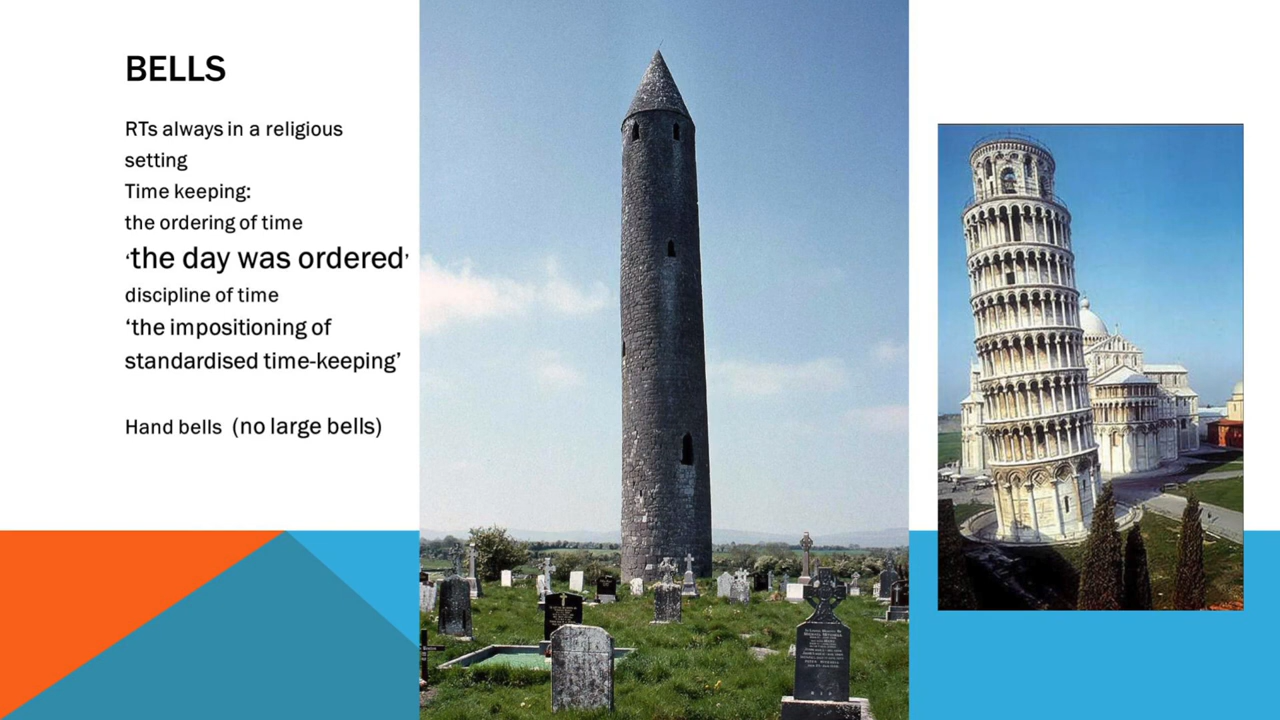 BELLS
RTs always in a religious
setting
Time keeping:
the ordering of time
‘the day was ordered’
discipline of time
‘the impositioning of
standardised time-keeping’
Hand bells (no large bells)